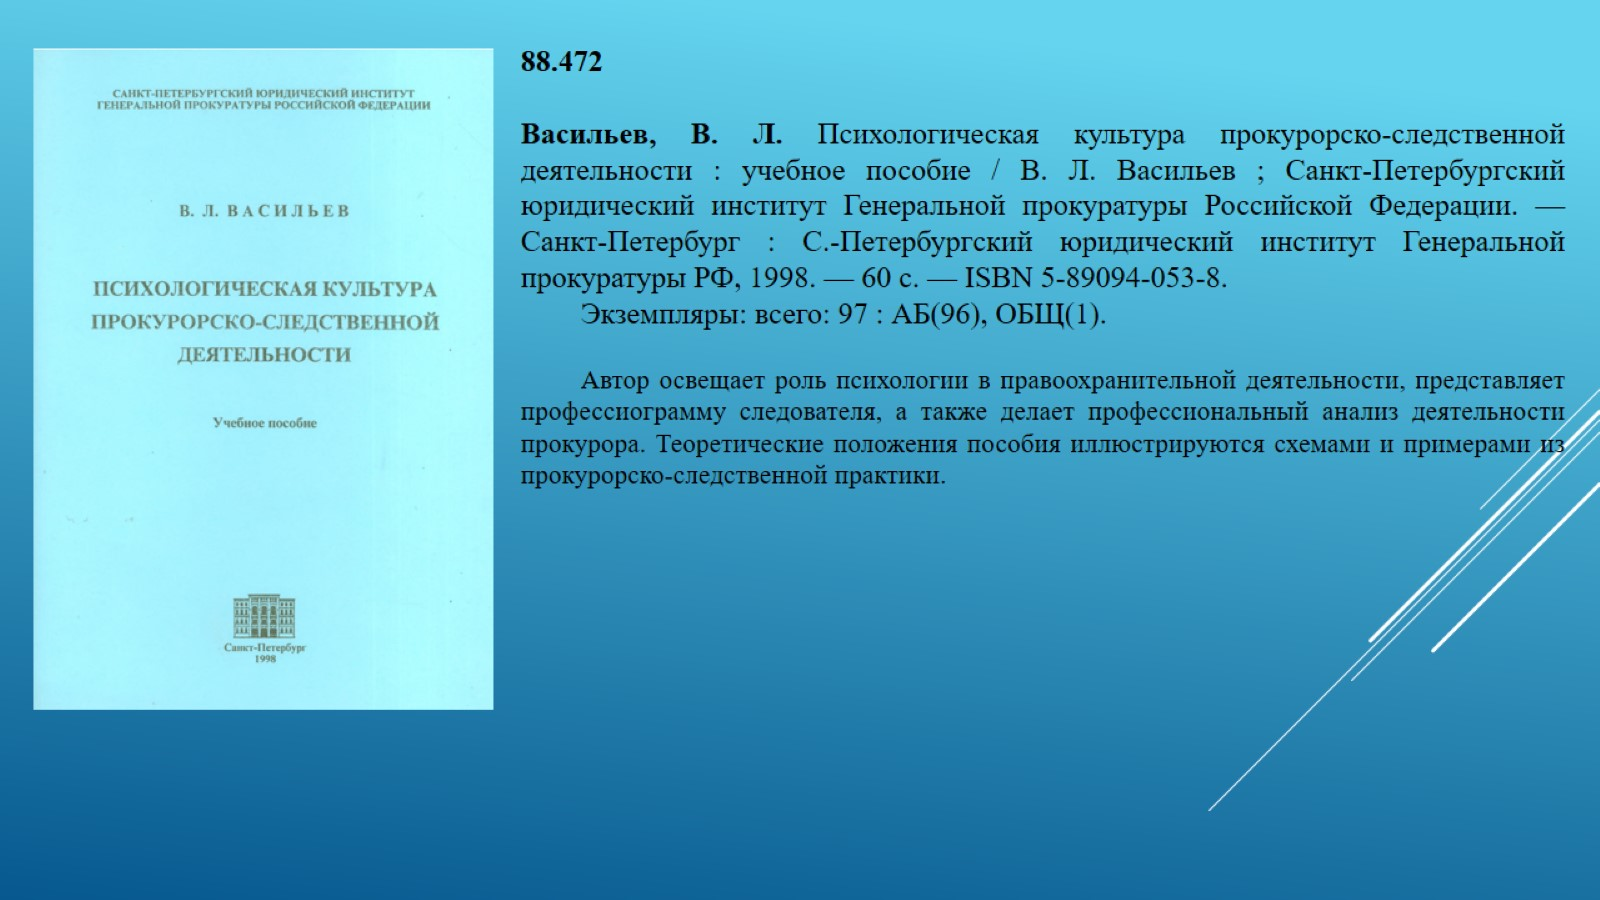 САНКТ-ПЕТЕРБУРГСКИЙ ЮРИДИЧЕСКИЙ ИНСТИТУТ
ГЕНЕРАЛЬНОЙ ПРОКУРАТУРЫ РОССИЙСКОЙ ФЕДЕРАЦИИ
В. Л. ВАСИЛЬЕВ
ПСИХОЛОГИЧЕСКАЯ КУЛЬТУРА
ПРОКУРОРСКО-СЛЕДСТВЕННОЙ
ДЕЯТЕЛЬНОСТИ
Учебное пособие
Санкт-Петербург
1998
88.472
Васильев, В. Л. Психологическая культура прокурорско-следственной
деятельности : учебное пособие / В. Л. Васильев ; Санкт-Петербургский
юридический институт Генеральной прокуратуры Российской Федерации. —
Санкт-Петербург : С.-Петербургский юридический институт Генеральной
прокуратуры РФ, 1998. — 60 с. — ISBN 5-89094-053-8.
Экземпляры: всего: 97 : АБ(96), ОБЩ(1).
Автор освещает роль психологии в правоохранительной деятельности, представляет
профессиограмму следователя, а также делает профессиональный анализ деятельности
прокурора. Теоретические положения пособия иллюстрируются схемами и примерами из
прокурорско-следственной практики.